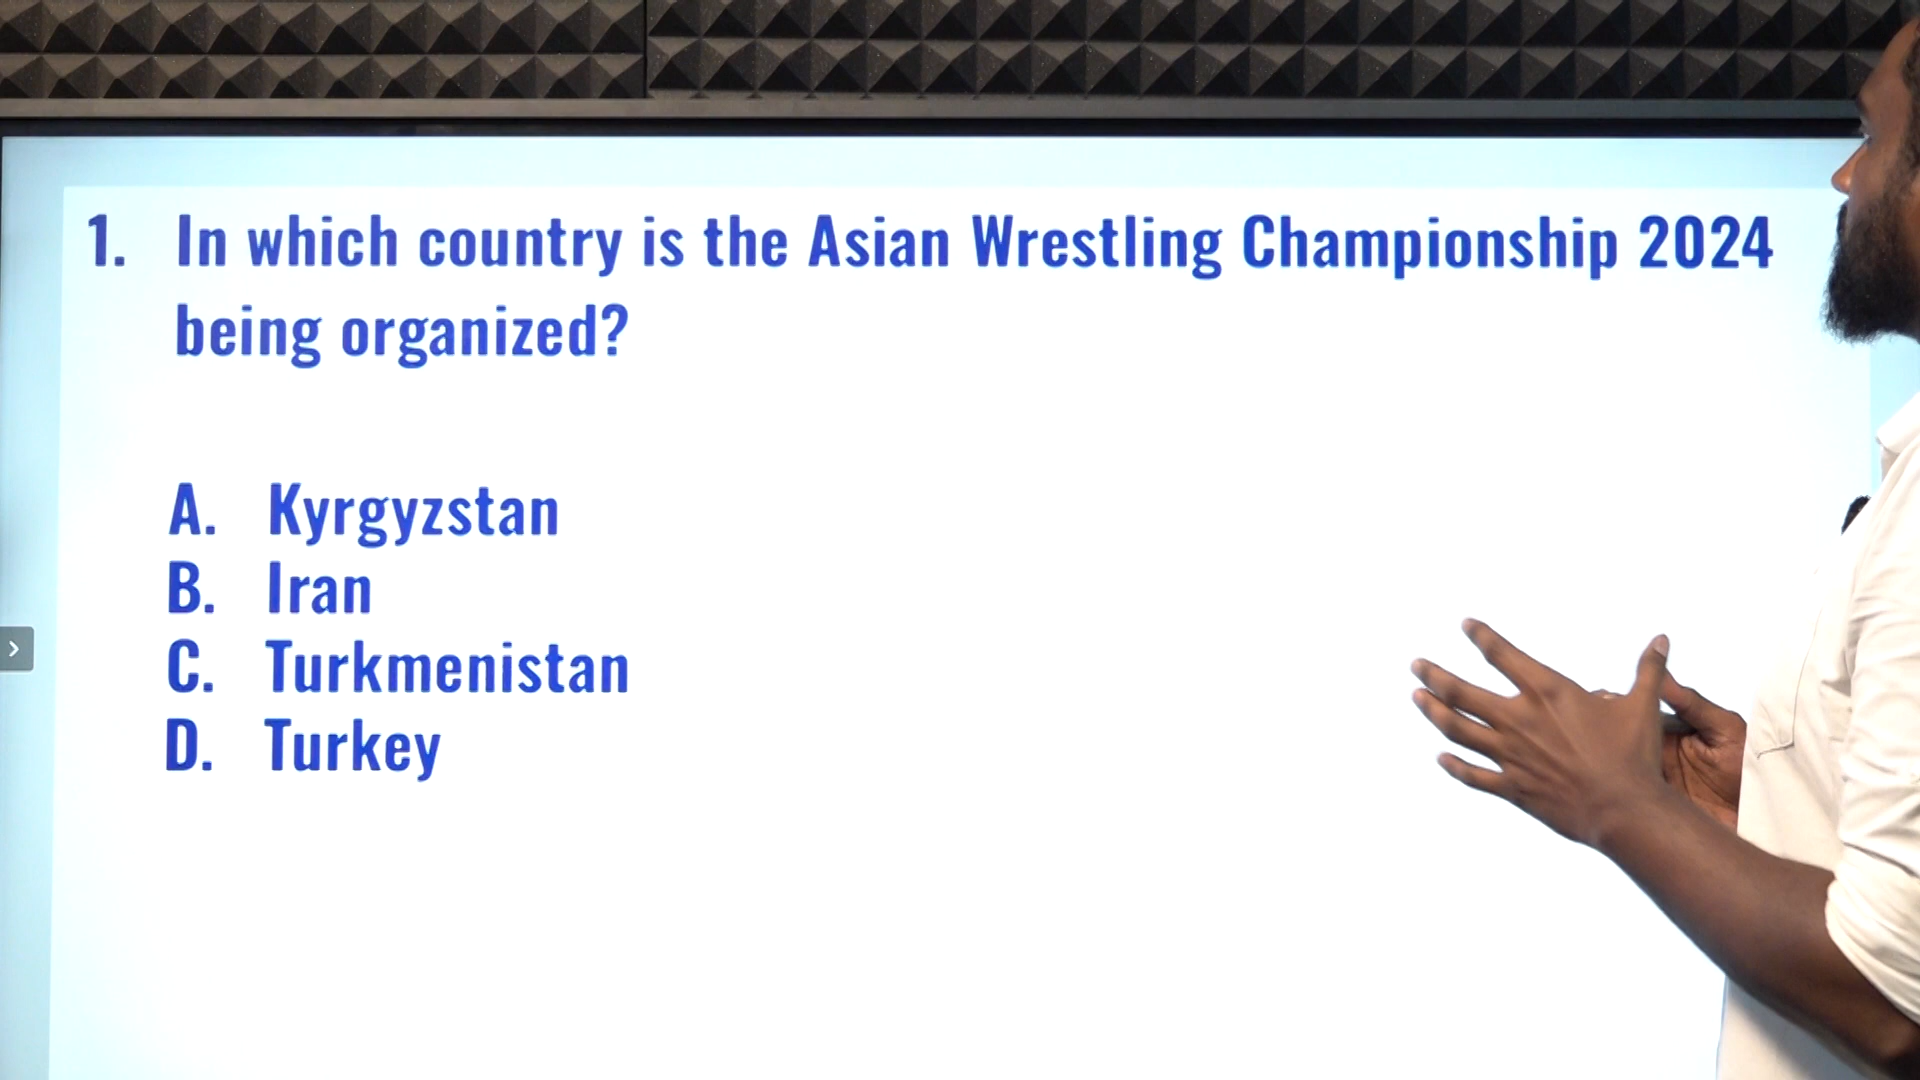 1. In which country is the Asian Wrestling Championship 2024
being organized?
A. Kyrgyzstan
B. Iran
C. Turkmenistan
D. Turkey